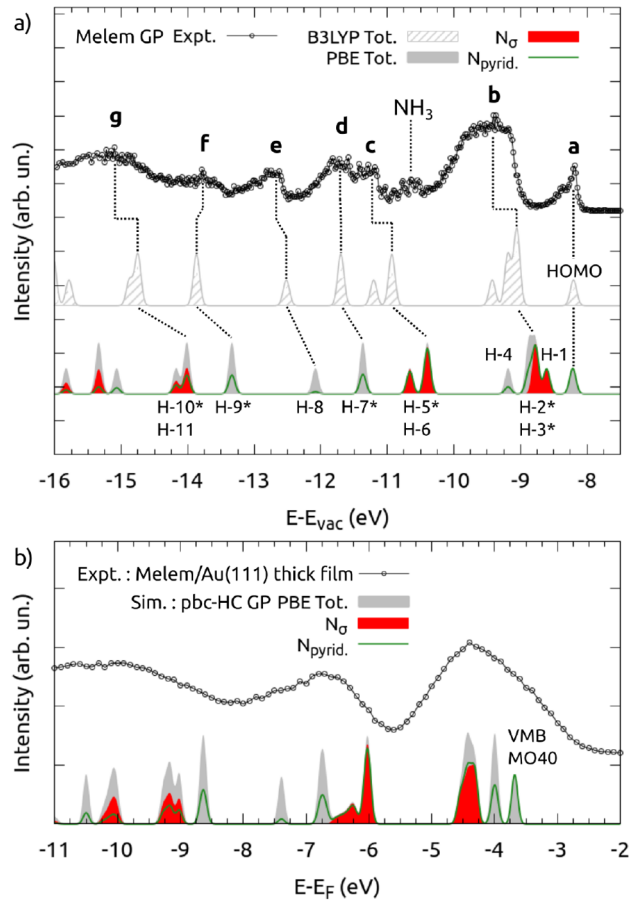 a)
Melem GP Expt.
B3LYP Tot.
PBE Tot.
Nσ
Npyrid.
g
f
e
d
c
NH3
b
a
HOMO
H-4
H-1
H-10*
H-11
H-9*
H-8
H-7*
H-5*
H-6
H-2*
H-3*
Intensity (arb. un.)
-16 -15 -14 -13 -12 -11 -10 -9 -8
E-Evac (eV)
b)
Expt. : Melem/Au(111) thick film
Sim. : pbc-HC GP PBE Tot.
Nσ
Npyrid.
VMB
MO40
Intensity (arb. un.)
-11 -10 -9 -8 -7 -6 -5 -4 -3 -2
E-EF (eV)